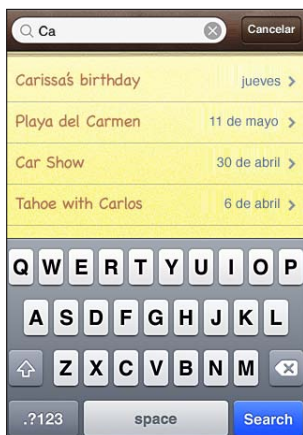 Ca
Cancelar
Carissa's birthday jueves
Playa del Carmen 11 de mayo
Car Show 30 de abril
Tahoe with Carlos 6 de abril
Q W E R T Y U I O P
A S D F G H J K L
Z X C V B N M
.?123 space Search